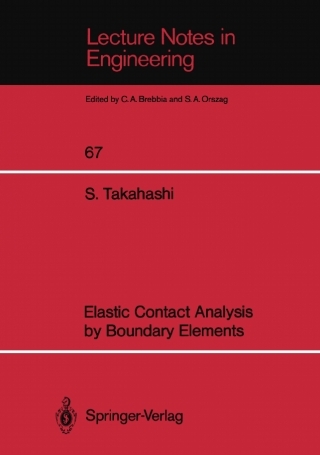 Lecture Notes in
Engineering
Edited by C. A. Brebbia and S. A. Orszag
67
S. Takahashi
Elastic Contact Analysis
by Boundary Elements
Springer-Verlag